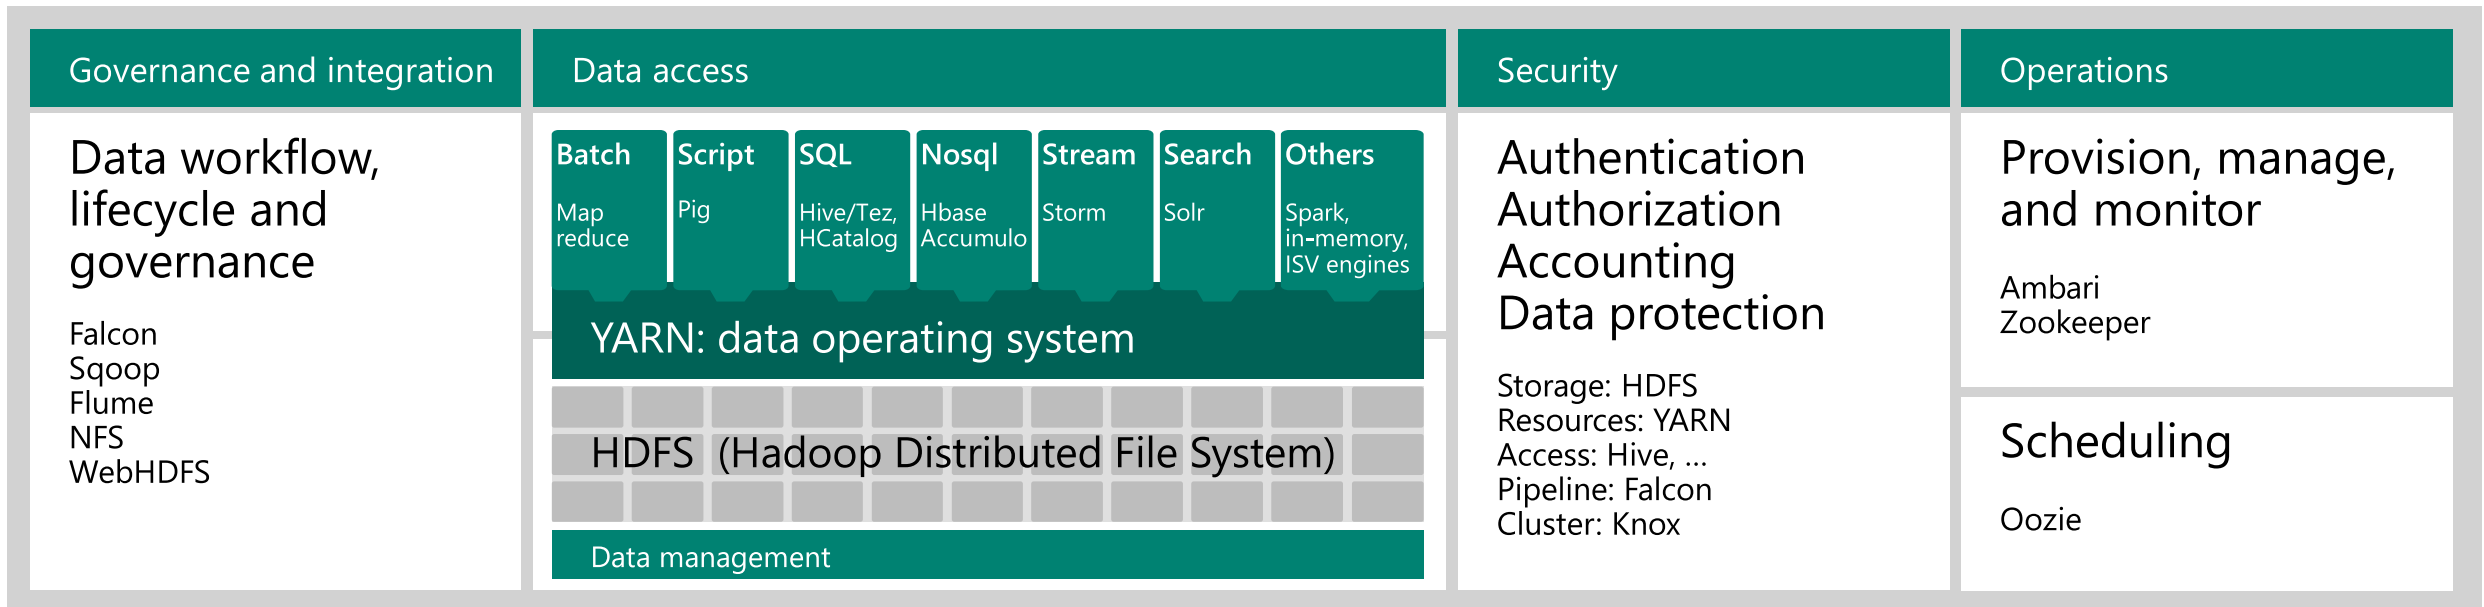 Governance and integration
Data workflow,
lifecycle and
governance
Falcon
Sqoop
Flume
NFS
WebHDFS
Data access
Batch
Map
reduce
Script
Pig
SQL
Hive/Tez,
HCatalog
Nosql
Hbase
Accumulo
Stream
Storm
Search
Solr
Others
Spark,
in-memory,
ISV engines
YARN: data operating system
HDFS (Hadoop Distributed File System)
Data management
Security
Authentication
Authorization
Accounting
Data protection
Storage: HDFS
Resources: YARN
Access: Hive, ...
Pipeline: Falcon
Cluster: Knox
Operations
Provision, manage,
and monitor
Ambari
Zookeeper
Scheduling
Oozie